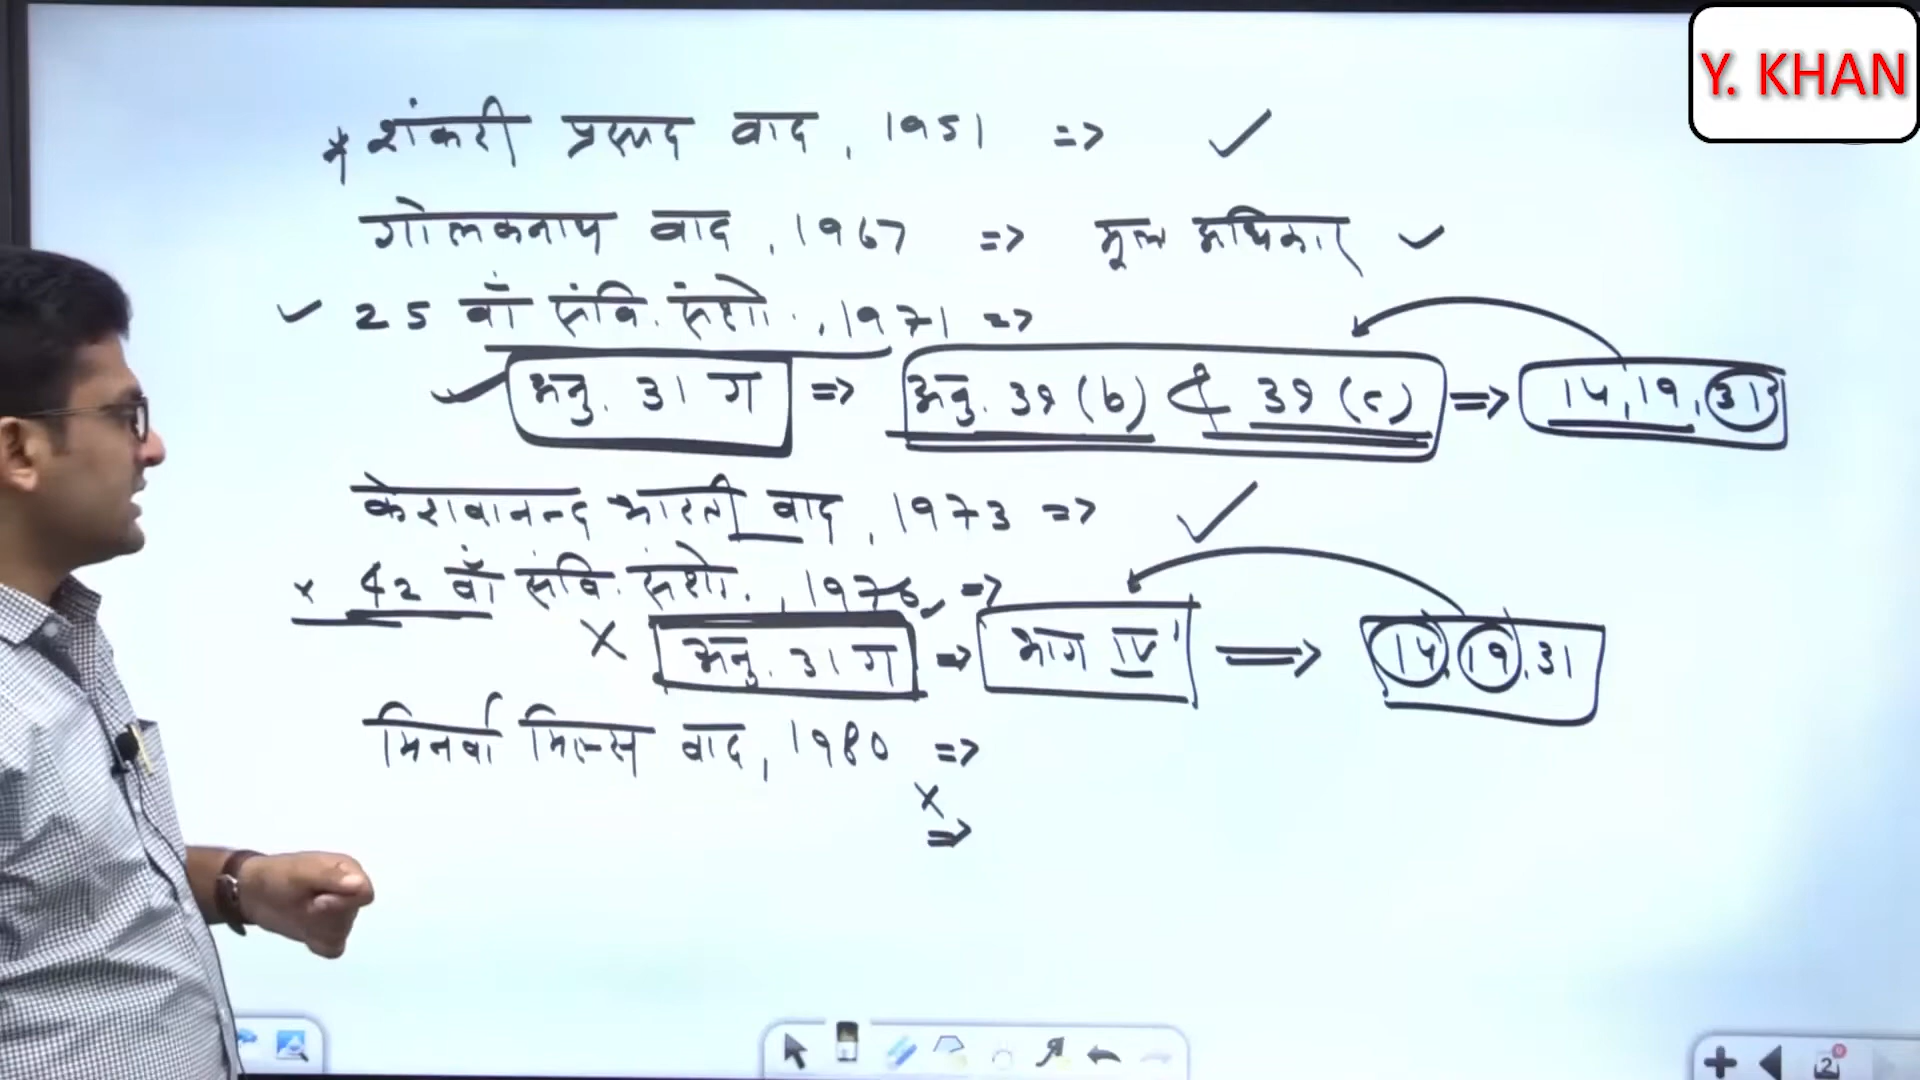 Y. KHAN
* शंकरी प्रसाद वाद, 1951 => ✓
गोलकनाथ वाद, 1967 => मूल अधिकार ✓
✓ 25 वाँ संवि. संशो., 1971 =>
✓ अनु. 31 ग => अनु. 39 (b) & 39 (c) => 14, 19, 31
केशवानन्द भारती वाद, 1973 => ✓
x 42 वाँ संवि. संशो., 1976 =>
x अनु. 31 ग => भाग IV => 14, 19, 31
मिनर्वा मिल्स वाद, 1980 =>
x
=>
2